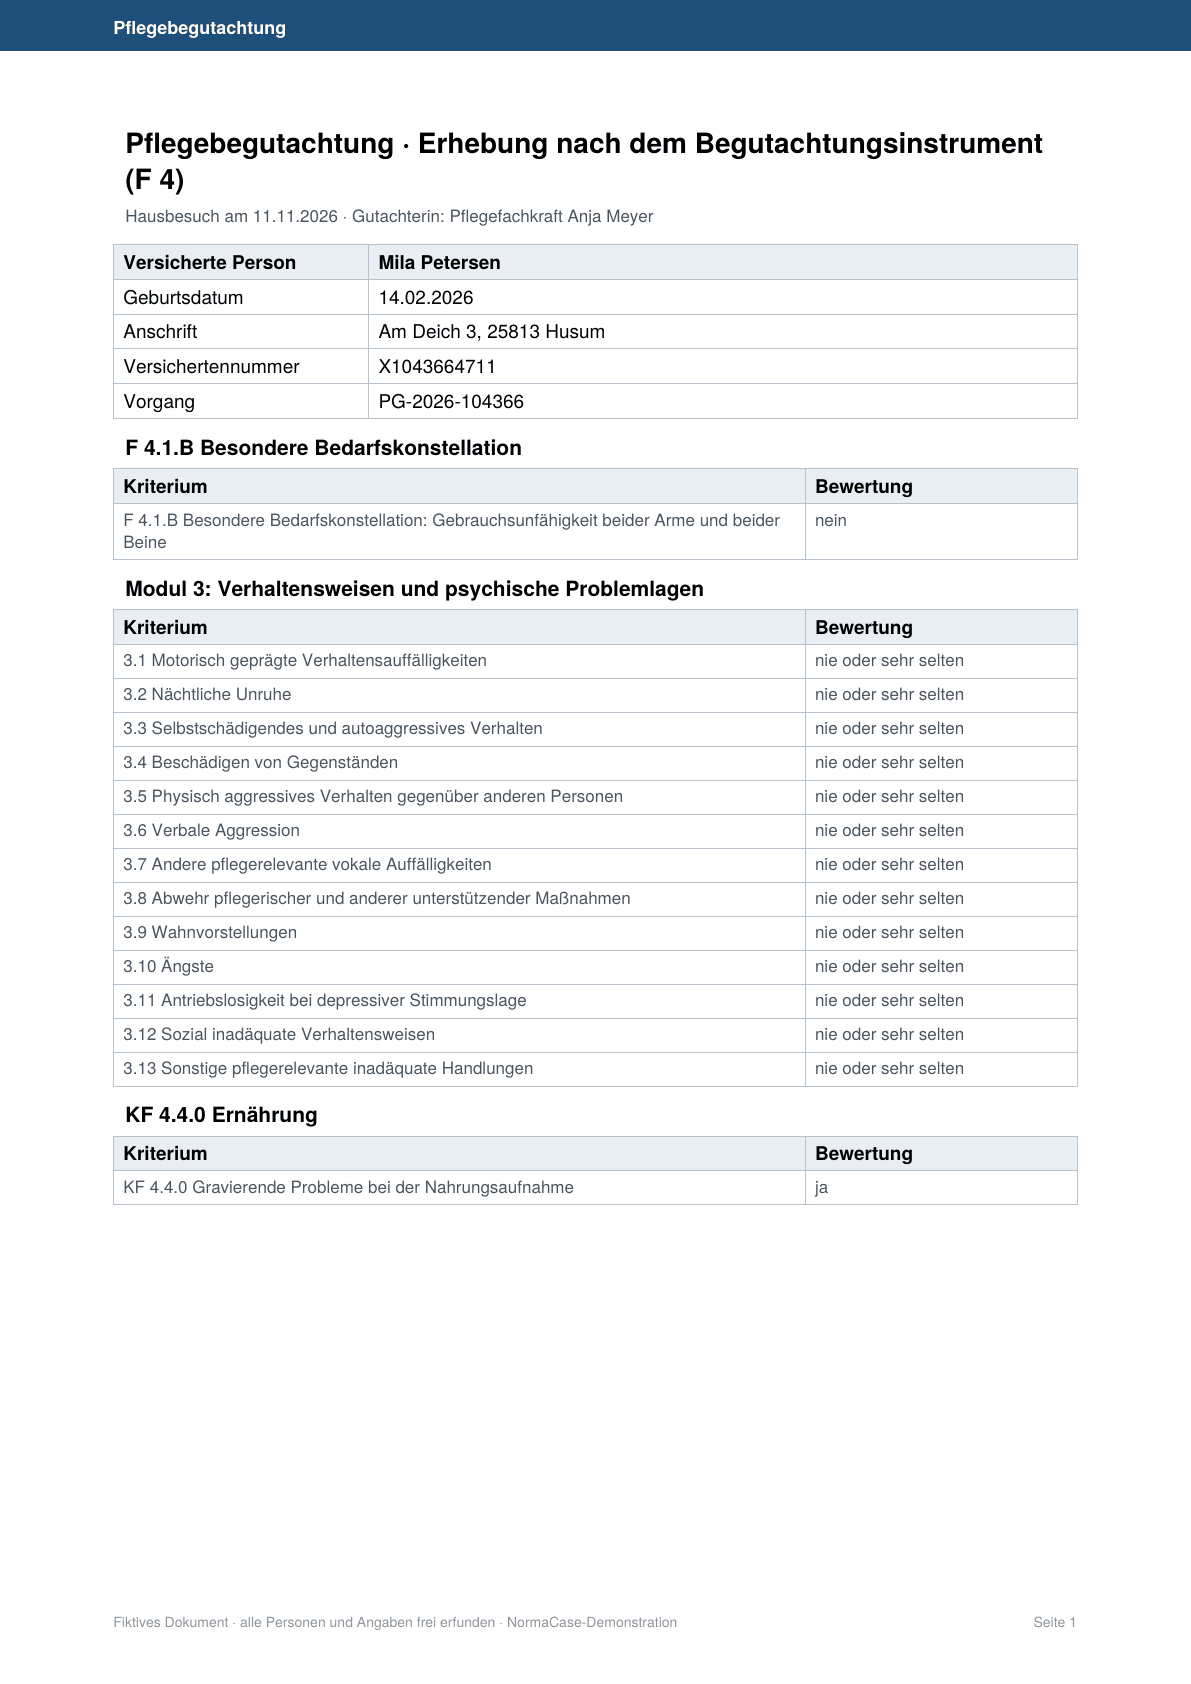 Pflegebegutachtung
Pflegebegutachtung · Erhebung nach dem Begutachtungsinstrument
(F 4)
Hausbesuch am 11.11.2026 · Gutachterin: Pflegefachkraft Anja Meyer
Versicherte Person Mila Petersen
Geburtsdatum 14.02.2026
Anschrift Am Deich 3, 25813 Husum
Versichertennummer X1043664711
Vorgang PG-2026-104366
F 4.1.B Besondere Bedarfskonstellation
Kriterium Bewertung
F 4.1.B Besondere Bedarfskonstellation: Gebrauchsunfähigkeit beider Arme und beider nein
Beine
Modul 3: Verhaltensweisen und psychische Problemlagen
Kriterium Bewertung
3.1 Motorisch geprägte Verhaltensauffälligkeiten nie oder sehr selten
3.2 Nächtliche Unruhe nie oder sehr selten
3.3 Selbstschädigendes und autoaggressives Verhalten nie oder sehr selten
3.4 Beschädigen von Gegenständen nie oder sehr selten
3.5 Physisch aggressives Verhalten gegenüber anderen Personen nie oder sehr selten
3.6 Verbale Aggression nie oder sehr selten
3.7 Andere pflegerelevante vokale Auffälligkeiten nie oder sehr selten
3.8 Abwehr pflegerischer und anderer unterstützender Maßnahmen nie oder sehr selten
3.9 Wahnvorstellungen nie oder sehr selten
3.10 Ängste nie oder sehr selten
3.11 Antriebslosigkeit bei depressiver Stimmungslage nie oder sehr selten
3.12 Sozial inadäquate Verhaltensweisen nie oder sehr selten
3.13 Sonstige pflegerelevante inadäquate Handlungen nie oder sehr selten
KF 4.4.0 Ernährung
Kriterium Bewertung
KF 4.4.0 Gravierende Probleme bei der Nahrungsaufnahme ja
Fiktives Dokument · alle Personen und Angaben frei erfunden · NormaCase-Demonstration Seite 1